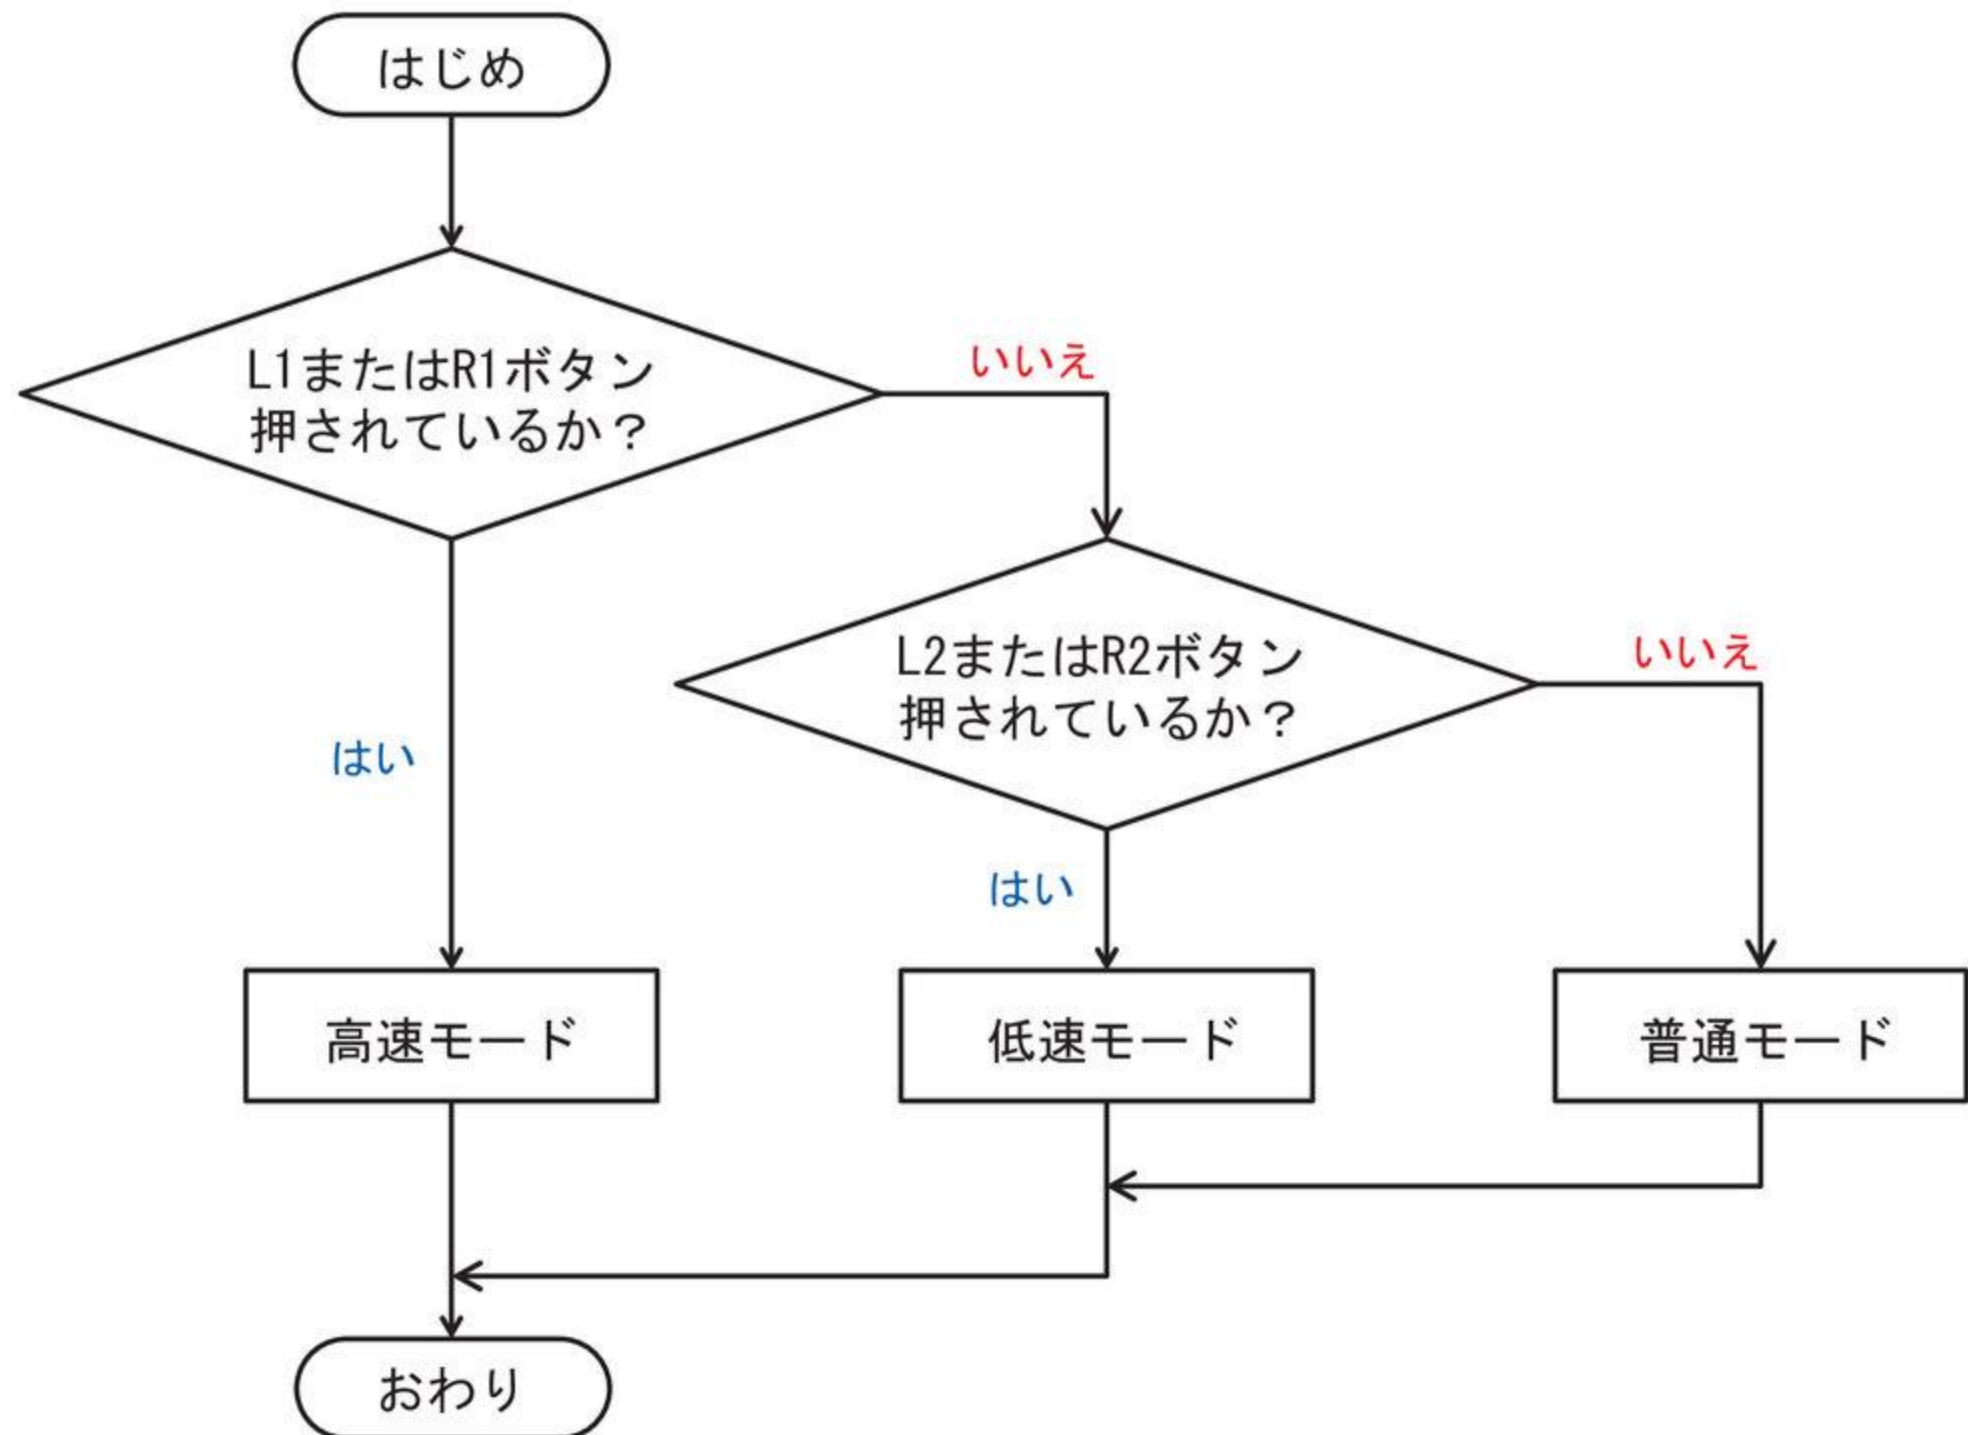 はじめ
L1またはR1ボタン
押されているか？
いいえ
L2またはR2ボタン
押されているか？
いいえ
はい
はい
高速モード
低速モード
普通モード
おわり